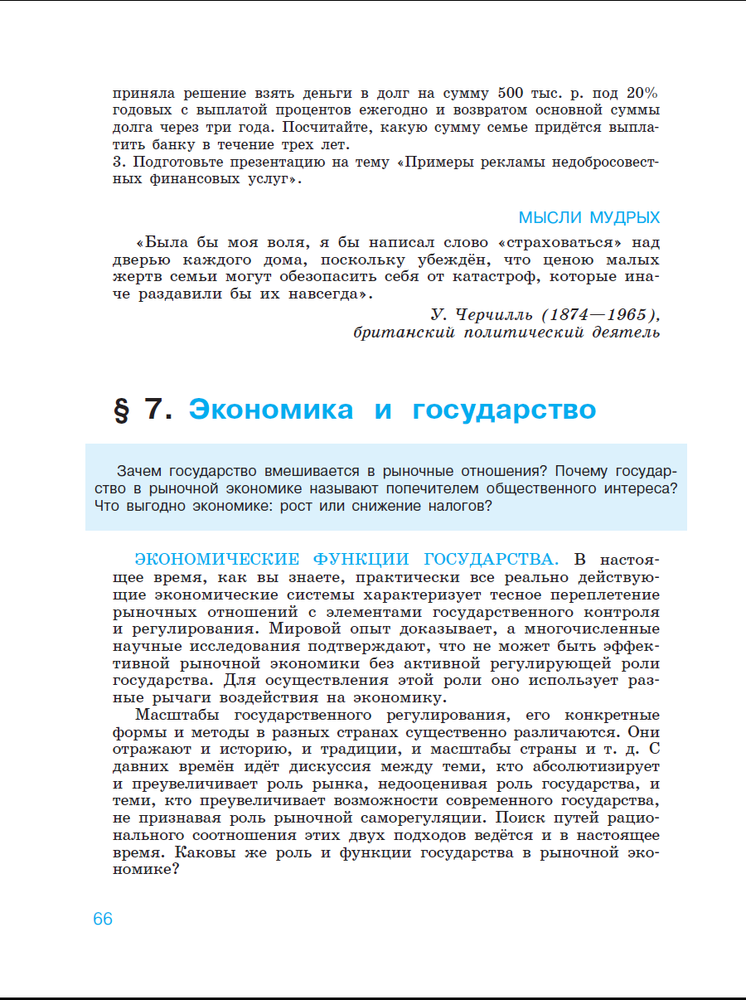 приняла решение взять деньги в долг на сумму 500 тыс. р. под 20%
годовых с выплатой процентов ежегодно и возвратом основной суммы
долга через три года. Посчитайте, какую сумму семье придётся выпла-
тить банку в течение трех лет.
3. Подготовьте презентацию на тему «Примеры рекламы недобросовест-
ных финансовых услуг».
МЫСЛИ МУДРЫХ
«Была бы моя воля, я бы написал слово «страховаться» над
дверью каждого дома, поскольку убеждён, что ценою малых
жертв семьи могут обезопасить себя от катастроф, которые ина-
че раздавили бы их навсегда».
У. Черчилль (1874—1965),
британский политический деятель
§ 7. Экономика и государство
Зачем государство вмешивается в рыночные отношения? Почему государ-
ство в рыночной экономике называют попечителем общественного интереса?
Что выгодно экономике: рост или снижение налогов?
ЭКОНОМИЧЕСКИЕ ФУНКЦИИ ГОСУДАРСТВА. В настоя-
щее время, как вы знаете, практически все реально действую-
щие экономические системы характеризует тесное переплетение
рыночных отношений с элементами государственного контроля
и регулирования. Мировой опыт доказывает, а многочисленные
научные исследования подтверждают, что не может быть эффек-
тивной рыночной экономики без активной регулирующей роли
государства. Для осуществления этой роли оно использует раз-
ные рычаги воздействия на экономику.
Масштабы государственного регулирования, его конкретные
формы и методы в разных странах существенно различаются. Они
отражают и историю, и традиции, и масштабы страны и т. д. С
давних времён идёт дискуссия между теми, кто абсолютизирует
и преувеличивает роль рынка, недооценивая роль государства, и
теми, кто преувеличивает возможности современного государства,
не признавая роль рыночной саморегуляции. Поиск путей рацио-
нального соотношения этих двух подходов ведётся и в настоящее
время. Каковы же роль и функции государства в рыночной эко-
номике?
66